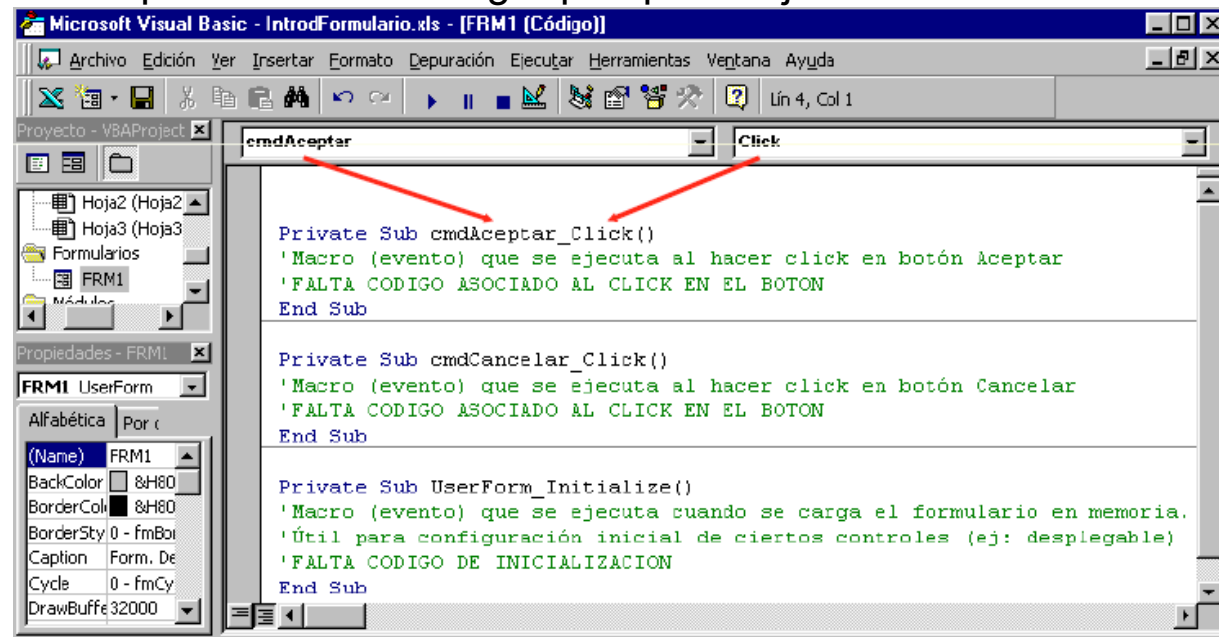 Microsoft Visual Basic - IntrodFormulario.xls - [FRM1 (Código)]
Archivo Edición Ver Insertar Formato Depuración Ejecutar Herramientas Ventana Ayuda
Lín 4, Col 1
Proyecto - VBAProject
cmdAceptar
Click
Hoja2 (Hoja2
Hoja3 (Hoja3
Formularios
FRM1
Propiedades - FRM1
FRM1 UserForm
Alfabética Por c
(Name) FRM1
BackColor &H80
BorderColo &H80
BorderSty 0 - fmBor
Caption Form. De
Cycle 0 - fmCy
DrawBuffe 32000
Private Sub cmdAceptar_Click()
'Macro (evento) que se ejecuta al hacer click en botón Aceptar
'FALTA CODIGO ASOCIADO AL CLICK EN EL BOTON
End Sub
Private Sub cmdCancelar_Click()
'Macro (evento) que se ejecuta al hacer click en botón Cancelar
'FALTA CODIGO ASOCIADO AL CLICK EN EL BOTON
End Sub
Private Sub UserForm_Initialize()
'Macro (evento) que se ejecuta cuando se carga el formulario en memoria.
'Útil para configuración inicial de ciertos controles (ej: desplegable)
'FALTA CODIGO DE INICIALIZACION
End Sub